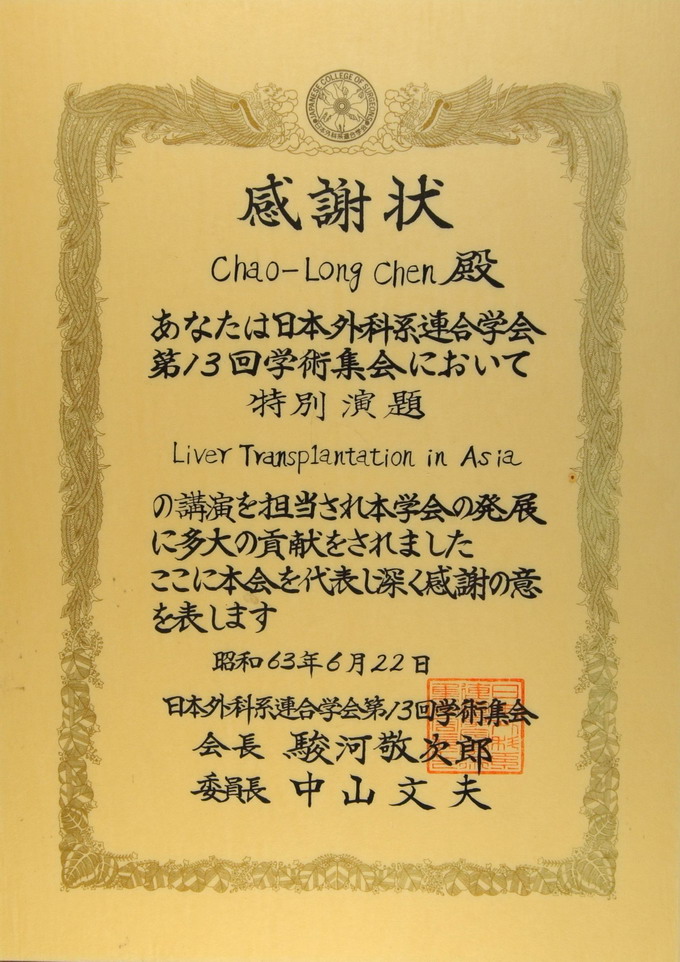 JAPANESE COLLEGE OF SURGEONS
感謝状
Chao-Long Chen 殿
あなたは日本外科系連合学会
第13回学術集会において
特別演題
Liver Transplantation in Asia
の講演を担当され本学会の発展
に多大の貢献をされました
ここに本会を代表し深く感謝の意
を表します
昭和63年6月22日
日本外科系連合学会第13回学術集会
会長 駿河敬次郎
委員長 中山文夫